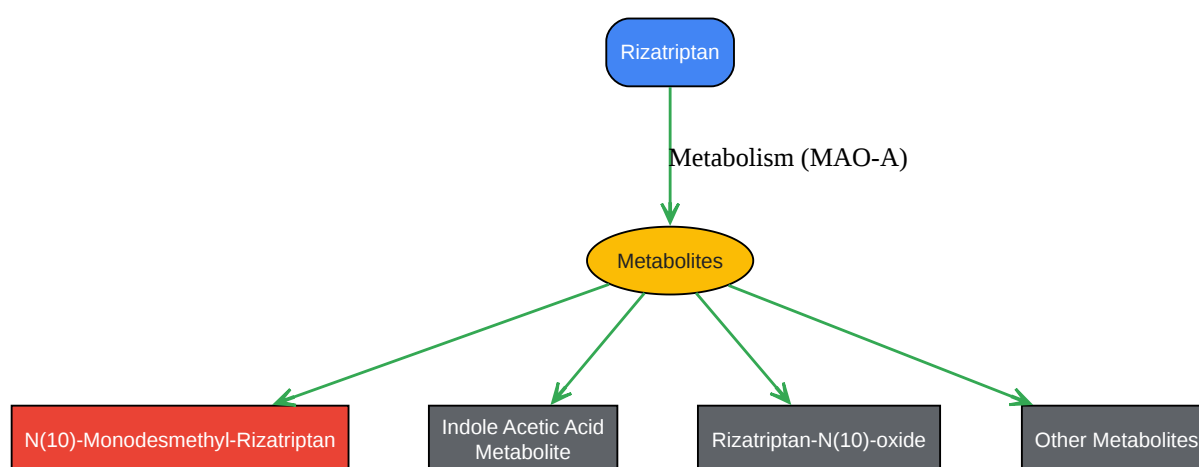 Rizatriptan
Metabolism (MAO-A)
Metabolites
N(10)-Monodesmethyl-Rizatriptan
Indole Acetic Acid
Metabolite
Rizatriptan-N(10)-oxide
Other Metabolites